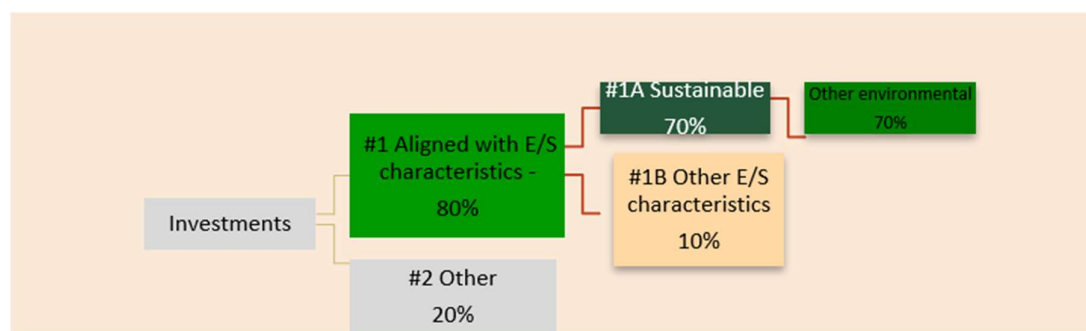 #1A Sustainable
70%
Other environmental
70%
#1 Aligned with E/S
characteristics -
80%
#1B Other E/S
characteristics
10%
Investments
#2 Other
20%